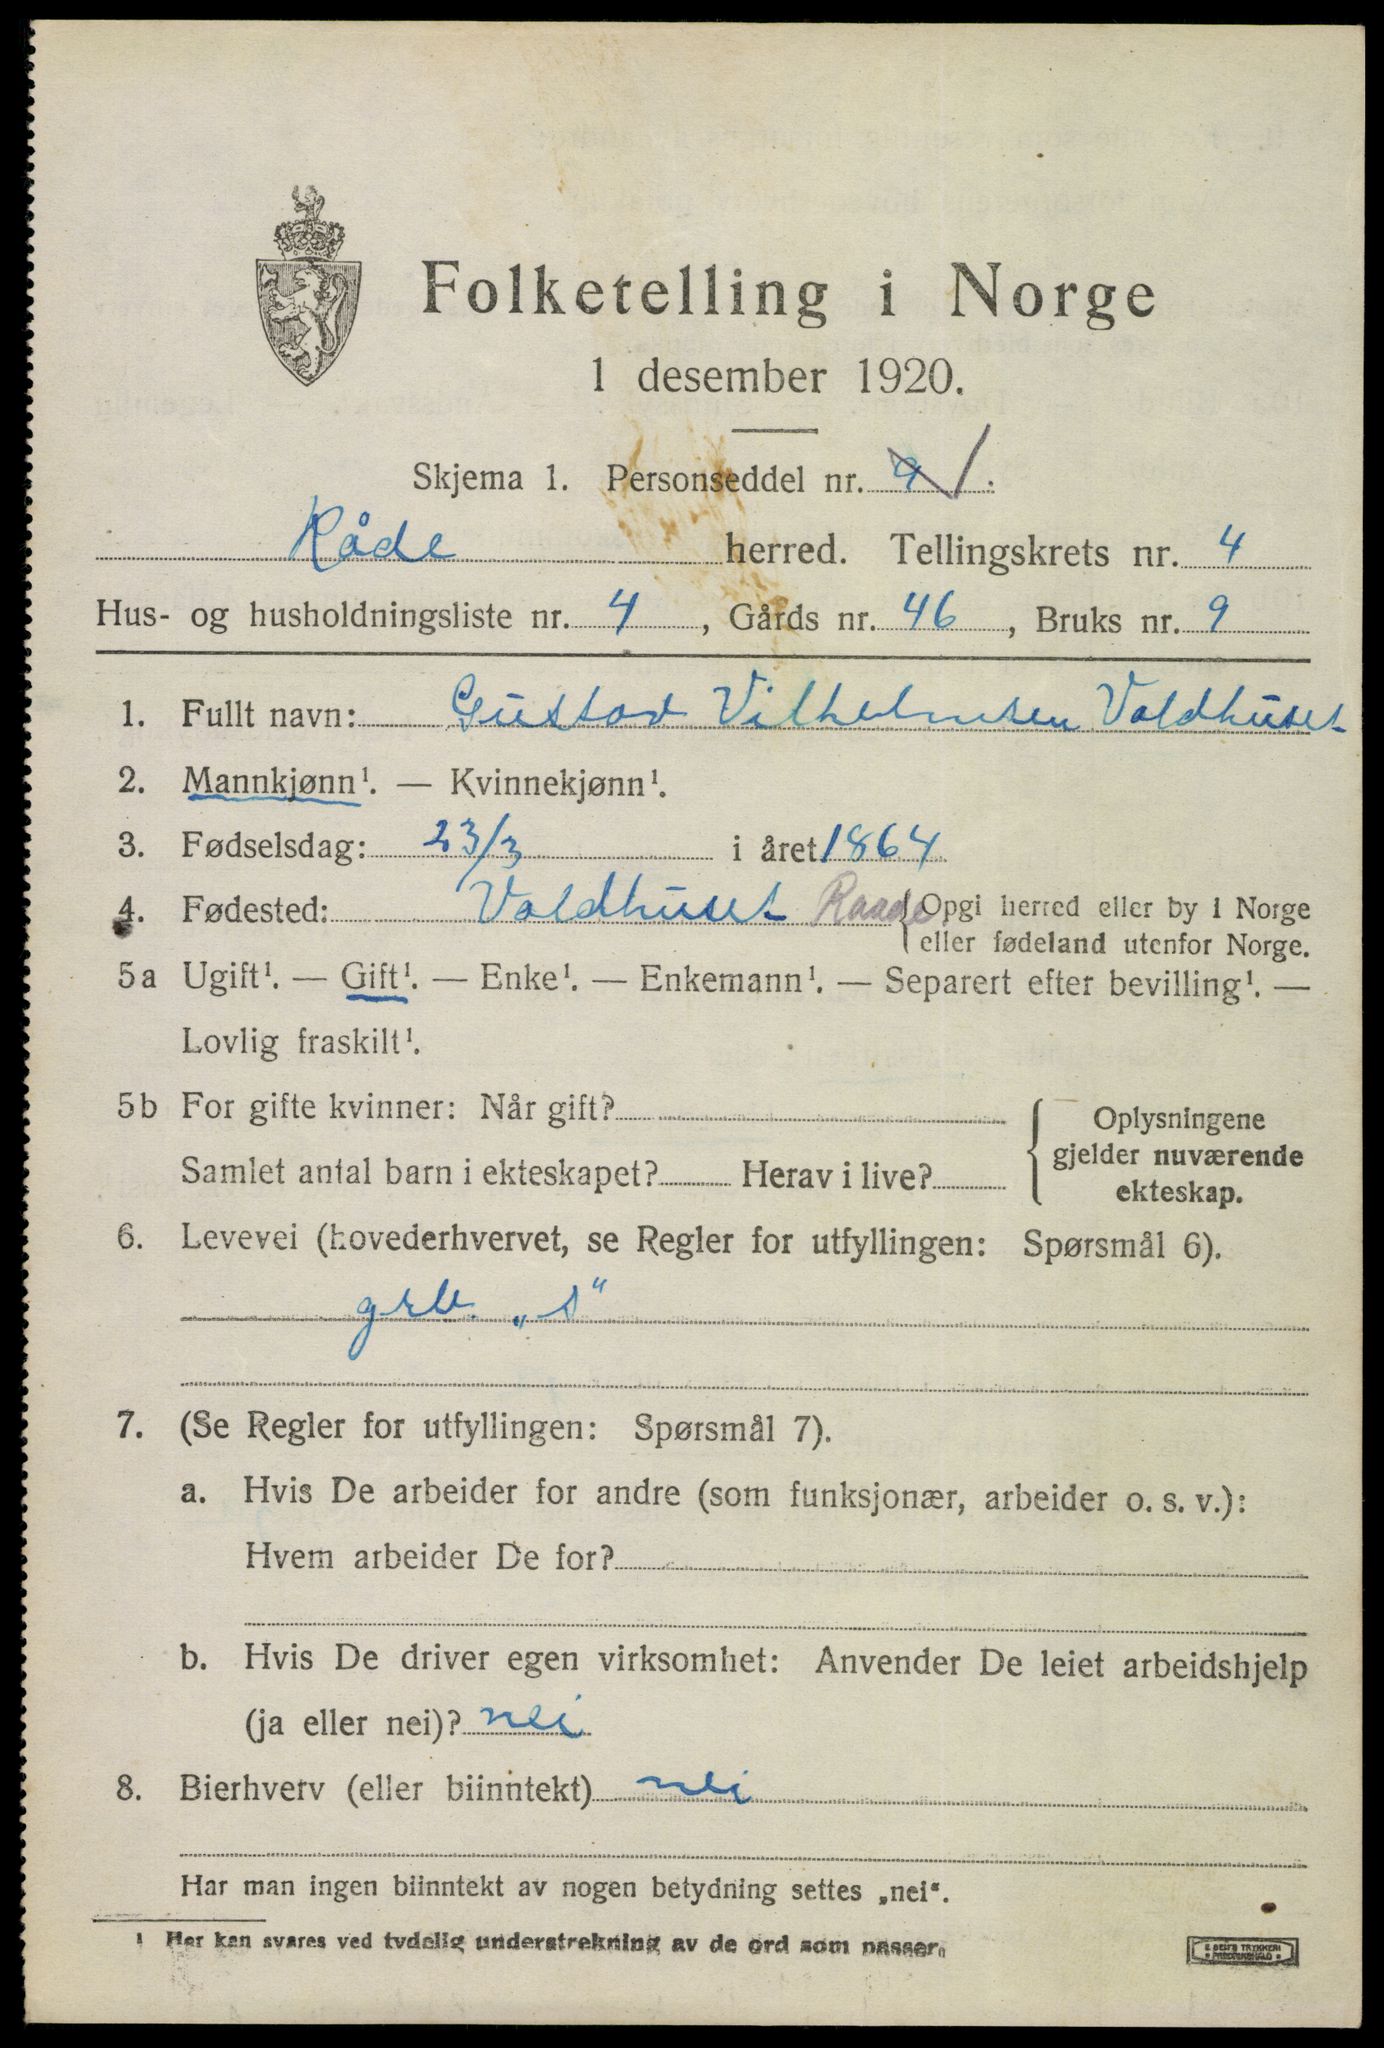 Folketelling i Norge
1 desember 1920.
Skjema 1. Personseddel nr. 9 1.
Råde herred. Tellingskrets nr. 4
Hus- og husholdningsliste nr. 4, Gårds nr. 46, Bruks nr. 9
1. Fullt navn: Gustav Vilhelmsen Voldhuset
2. Mannkjønn¹. — Kvinnekjønn¹.
3. Fødselsdag: 23/3 i året 1864
4. Fødested: Voldhuset Raade { Opgi herred eller by i Norge
eller fødeland utenfor Norge.
5a Ugift¹. — Gift¹. — Enke¹. — Enkemann¹. — Separert efter bevilling¹. —
Lovlig fraskilt¹.
5b For gifte kvinner: Når gift?
Samlet antal barn i ekteskapet? Herav i live?
{ Oplysningene
gjelder nuværende
ekteskap.
6. Levevei (hovederhvervet, se Regler for utfyllingen: Spørsmål 6).
grb. „s"
7. (Se Regler for utfyllingen: Spørsmål 7).
a. Hvis De arbeider for andre (som funksjonær, arbeider o. s. v.):
Hvem arbeider De for?
b. Hvis De driver egen virksomhet: Anvender De leiet arbeidshjelp
(ja eller nei)? nei
8. Bierhverv (eller biinntekt) nei
Har man ingen biinntekt av nogen betydning settes „nei".
¹ Her kan svares ved tydelig understrekning av de ord som passer.